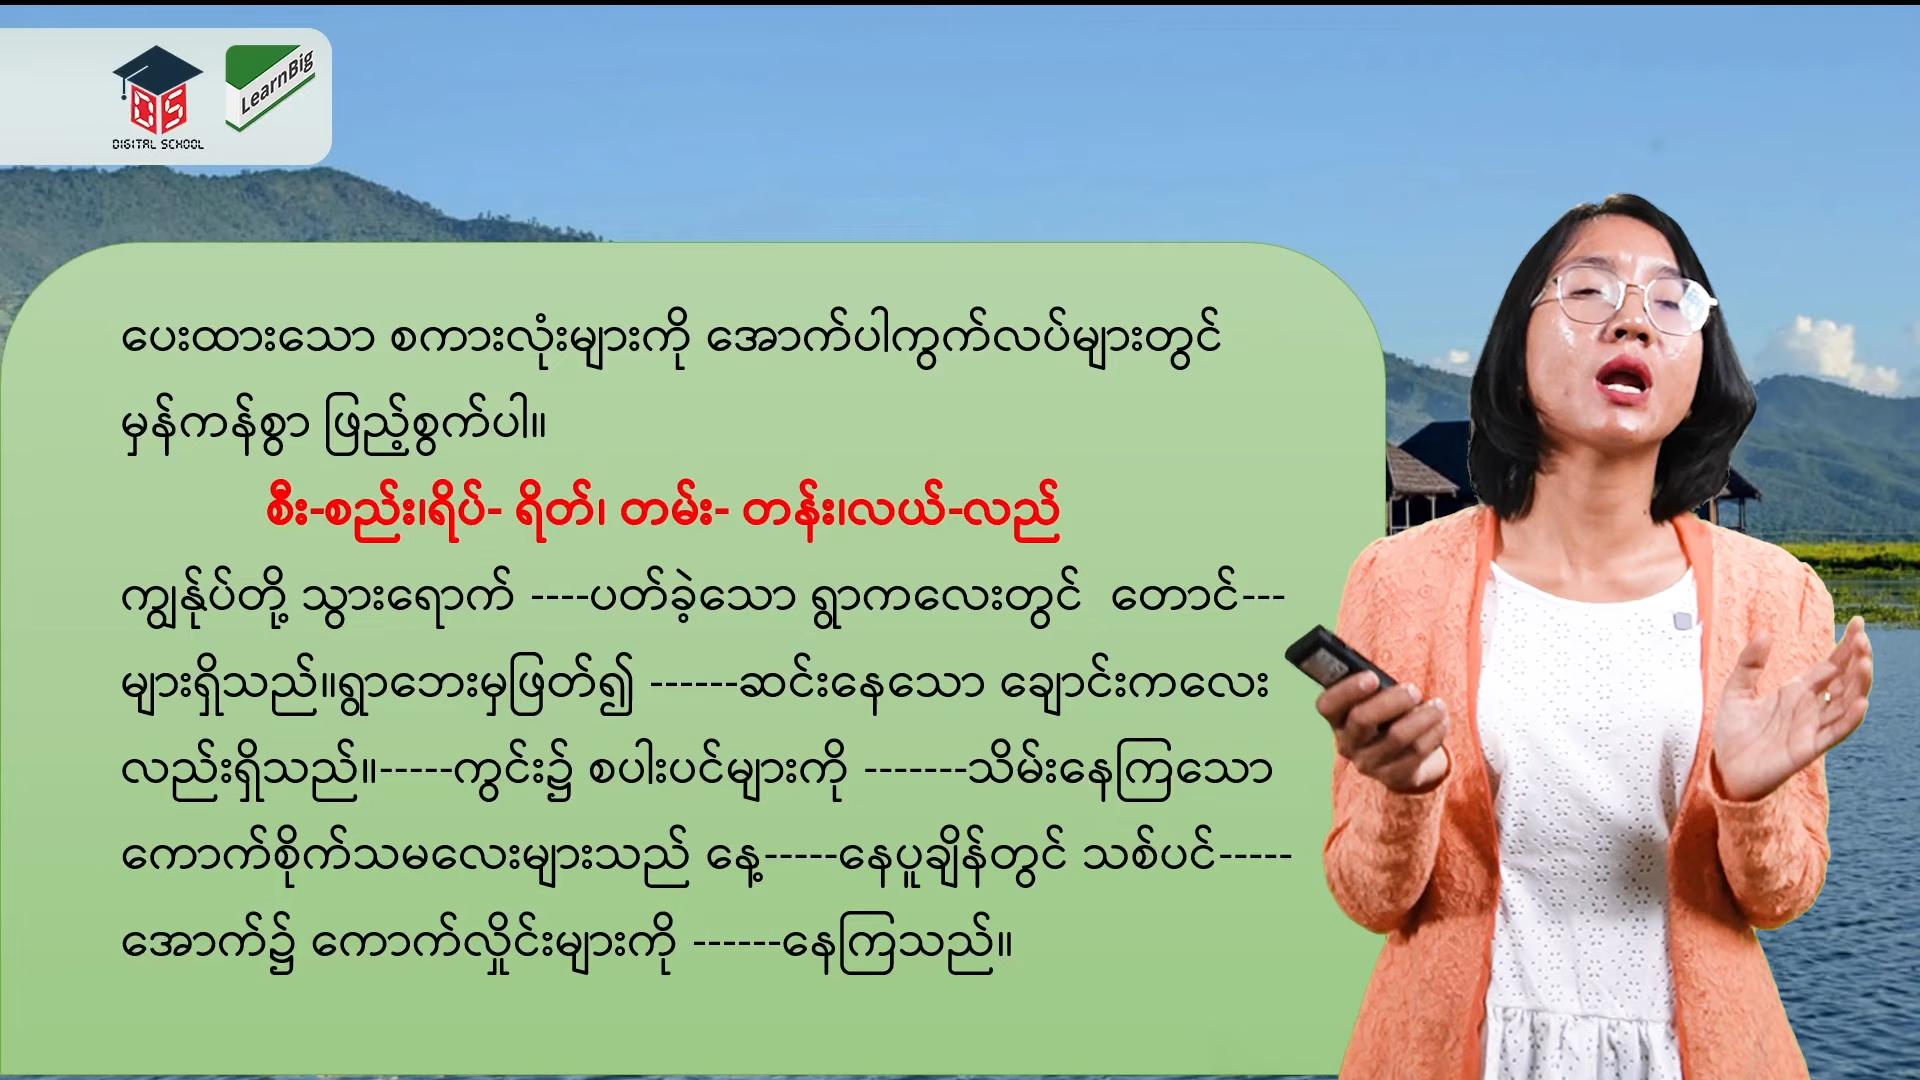 DS
DIGITAL SCHOOL
LearnBig
ပေးထားသော စကားလုံးများကို အောက်ပါကွက်လပ်များတွင်
မှန်ကန်စွာ ဖြည့်စွက်ပါ။
စီး-စည်း၊ရိပ်- ရိတ်၊ တမ်း- တန်း၊လယ်-လည်
ကျွန်ုပ်တို့ သွားရောက် ----ပတ်ခဲ့သော ရွာကလေးတွင်  တောင်---
များရှိသည်။ရွာဘေးမှဖြတ်၍ ------ဆင်းနေသော ချောင်းကလေး
လည်းရှိသည်။-----ကွင်း၌ စပါးပင်များကို -------သိမ်းနေကြသော
ကောက်စိုက်သမလေးများသည် နေ့-----နေပူချိန်တွင် သစ်ပင်-----
အောက်၌ ကောက်လှိုင်းများကို ------နေကြသည်။